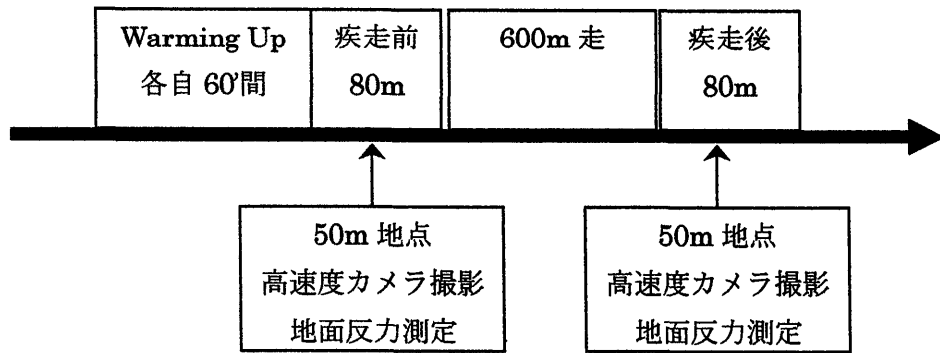 Warming Up
各自 60'間
疾走前
80m
600m 走
疾走後
80m
50m 地点
高速度カメラ撮影
地面反力測定
50m 地点
高速度カメラ撮影
地面反力測定